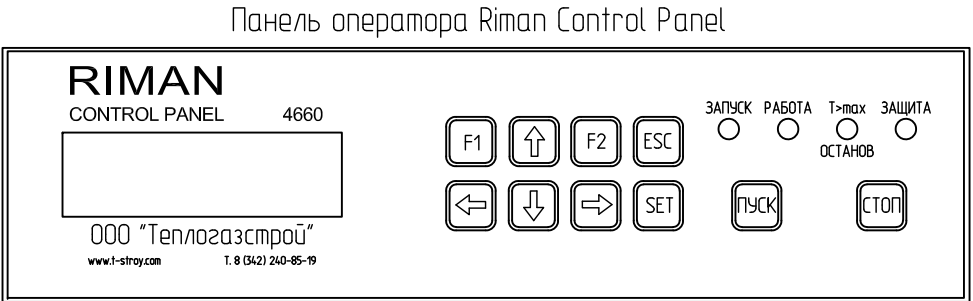 Панель оператора Riman Control Panel
RIMAN
CONTROL PANEL 4660
ООО "Теплогазстрой"
www.t-stroy.com Т. 8 (342) 240-85-19
F1 F2 ESC
SET
ЗАПУСК РАБОТА T>max ЗАЩИТА
ОСТАНОВ
ПУСК СТОП